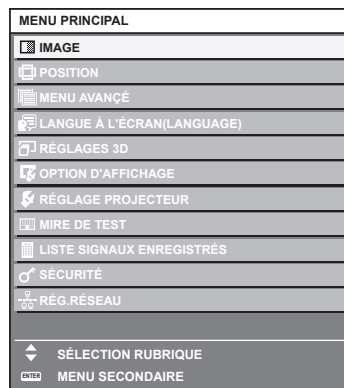 MENU PRINCIPAL
IMAGE
POSITION
MENU AVANÇÉ
LANGUE À L'ÉCRAN(LANGUAGE)
RÉGLAGES 3D
OPTION D'AFFICHAGE
RÉGLAGE PROJECTEUR
MIRE DE TEST
LISTE SIGNAUX ENREGISTRÉS
SÉCURITÉ
RÉG.RÉSEAU
SÉLECTION RUBRIQUE
ENTER MENU SECONDAIRE